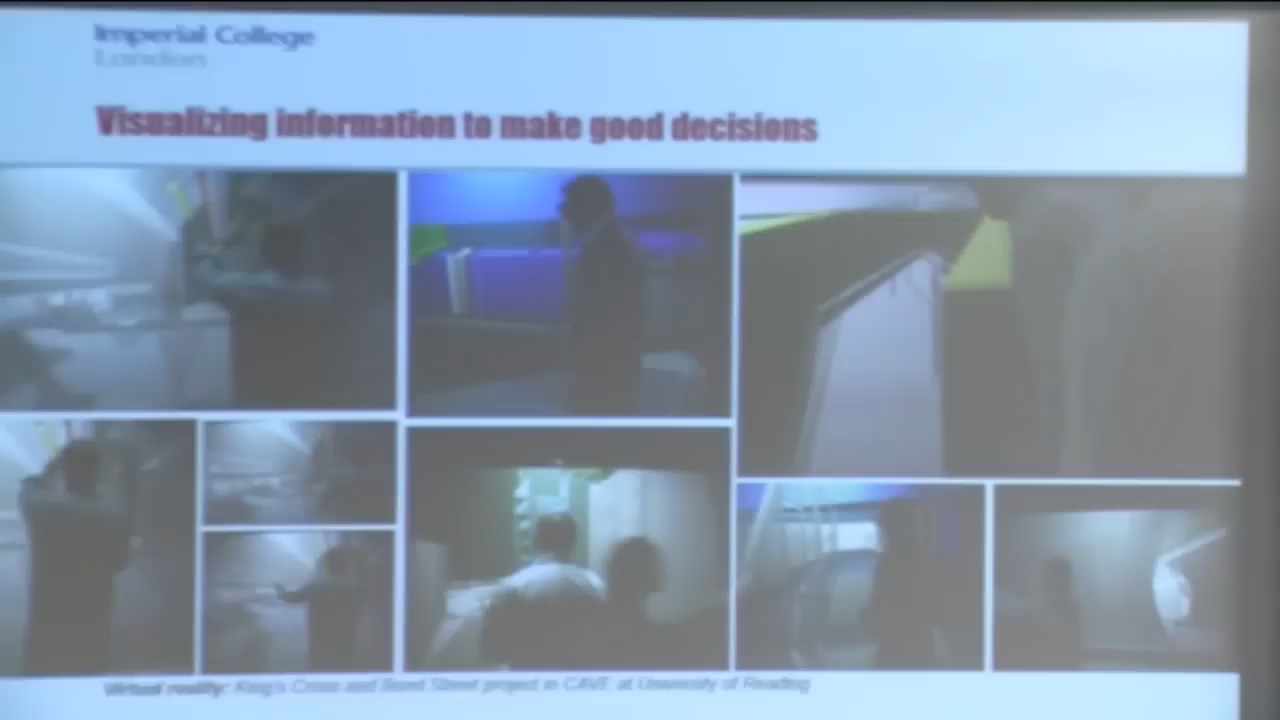 Imperial College
London
Visualizing information to make good decisions
Virtual reality: King's Cross and Bond Street project in CAVE at University of Reading